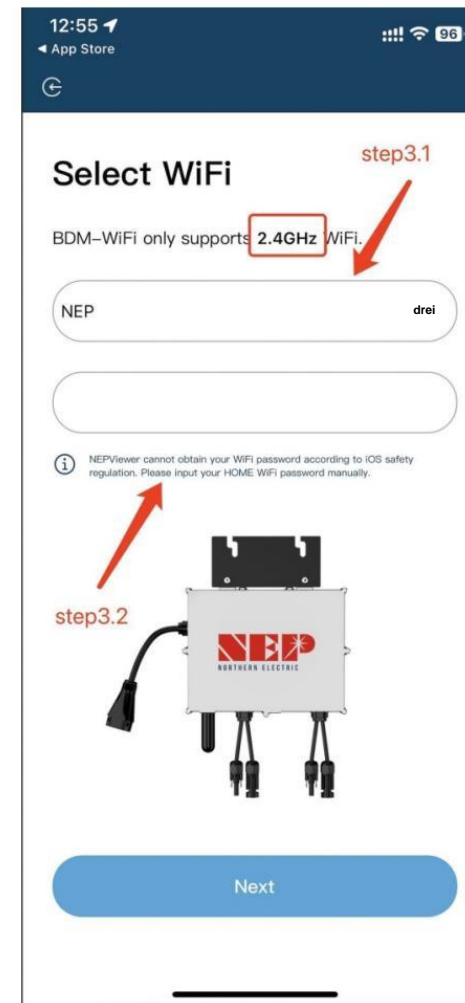 12:55
96
◀ App Store
step3.1
Select WiFi
BDM-WiFi only supports 2.4GHz WiFi.
NEP drei
NEPViewer cannot obtain your WiFi password according to iOS safety
regulation. Please input your HOME WiFi password manually.
step3.2
NEP
NORTHERN ELECTRIC
Next